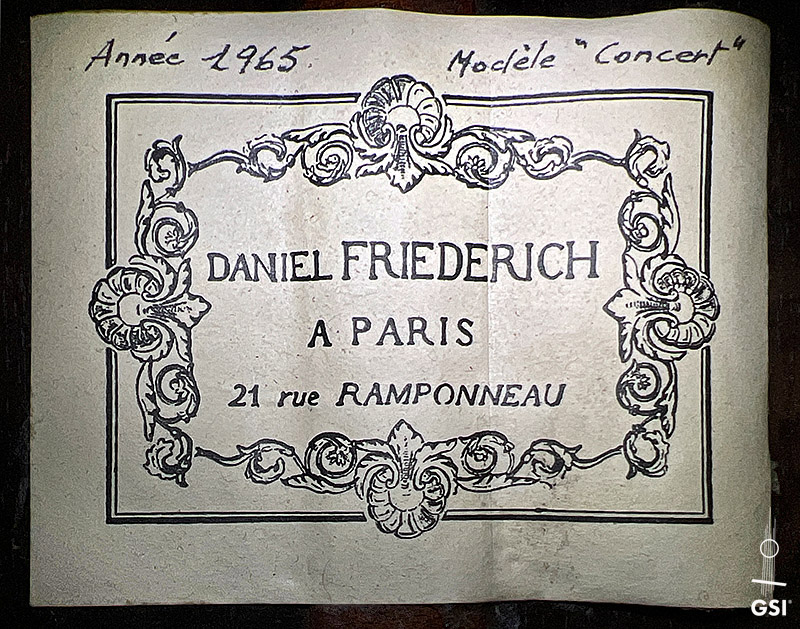 Année 1965 Modèle "Concert"
DANIEL FRIEDERICH
A PARIS
21 rue RAMPONNEAU
GSI